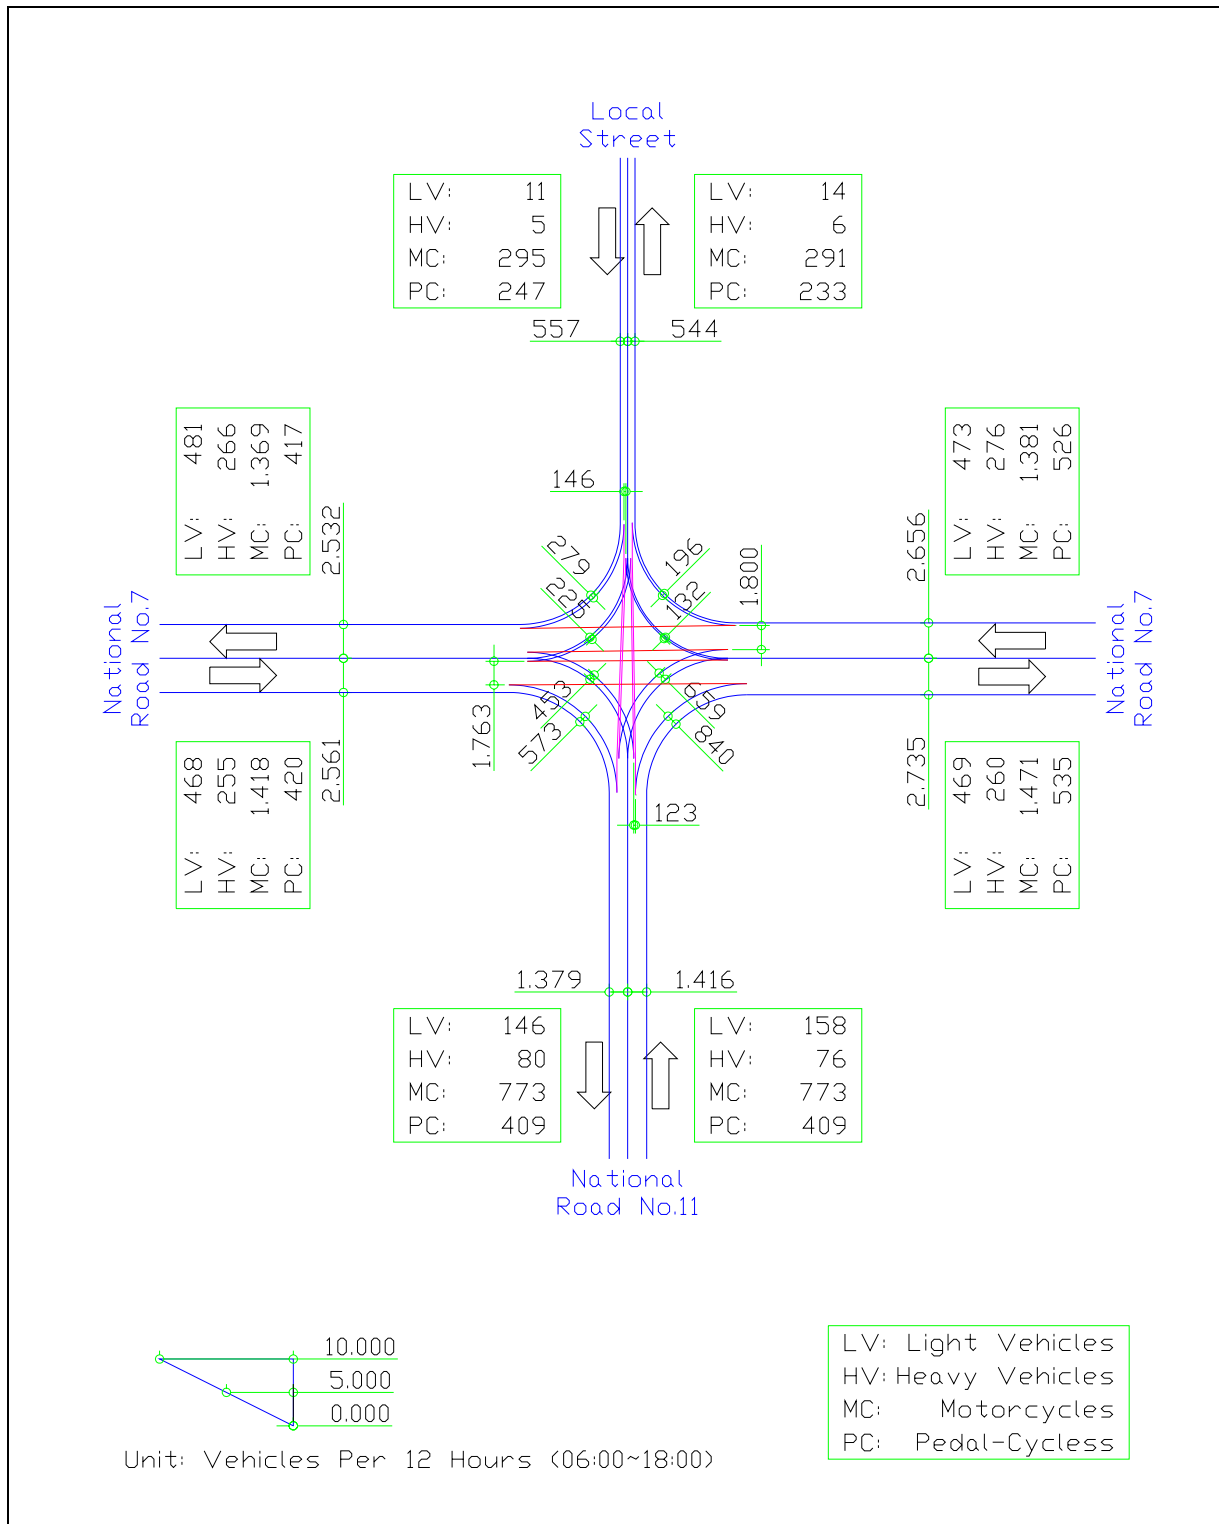 Local
Street
LV: 11
HV: 5
MC: 295
PC: 247
LV: 14
HV: 6
MC: 291
PC: 233
557
544
LV: 481
HV: 266
MC: 1.369
PC: 417
2.532
LV: 473
HV: 276
MC: 1.381
PC: 526
2.656
146
279
225
196
132
1.800
National
Road No.7
National
Road No.7
453
573
659
840
1.763
LV: 468
HV: 255
MC: 1.418
PC: 420
2.561
LV: 469
HV: 260
MC: 1.471
PC: 535
2.735
123
1.379
1.416
LV: 146
HV: 80
MC: 773
PC: 409
LV: 158
HV: 76
MC: 773
PC: 409
National
Road No.11
10.000
5.000
0.000
Unit: Vehicles Per 12 Hours (06:00~18:00)
LV: Light Vehicles
HV: Heavy Vehicles
MC: Motorcycles
PC: Pedal-Cycless